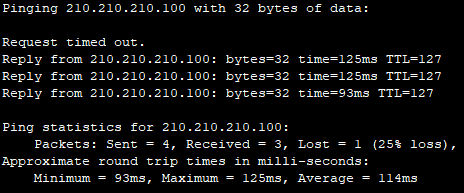 Pinging 210.210.210.100 with 32 bytes of data:
Request timed out.
Reply from 210.210.210.100: bytes=32 time=125ms TTL=127
Reply from 210.210.210.100: bytes=32 time=125ms TTL=127
Reply from 210.210.210.100: bytes=32 time=93ms TTL=127
Ping statistics for 210.210.210.100:
Packets: Sent = 4, Received = 3, Lost = 1 (25% loss),
Approximate round trip times in milli-seconds:
Minimum = 93ms, Maximum = 125ms, Average = 114ms